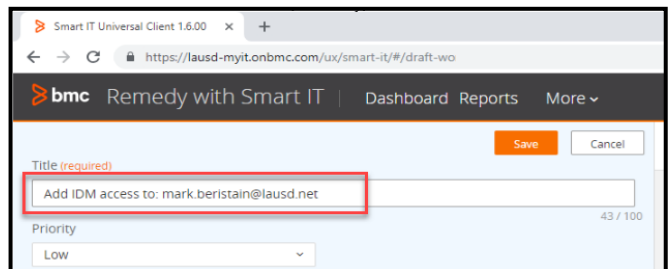 Smart IT Universal Client 1.6.00 × +
https://lausd-myit.onbmc.com/ux/smart-it/#/draft-wo
bmc Remedy with Smart IT | Dashboard Reports More
Save Cancel
Title (required)
Add IDM access to: mark.beristain@lausd.net
43 / 100
Priority
Low